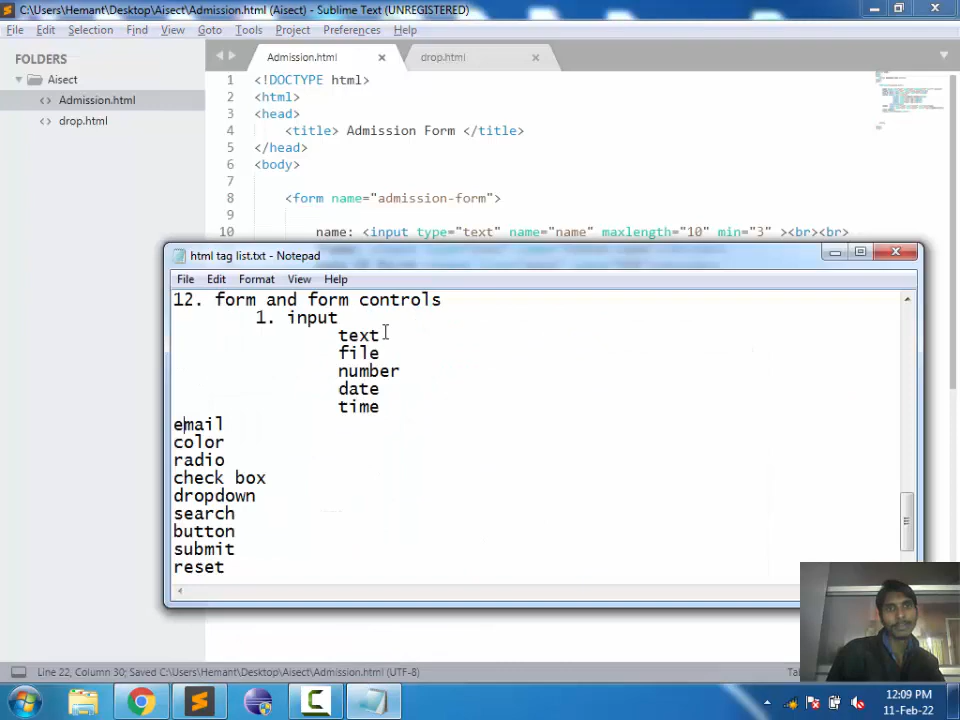 C:\Users\Hemant\Desktop\Aisect\Admission.html (Aisect) - Sublime Text (UNREGISTERED)
File Edit Selection Find View Goto Tools Project Preferences Help
FOLDERS
Aisect
Admission.html
drop.html
Admission.html
drop.html
1 <!DOCTYPE html>
2 <html>
3 <head>
4 <title> Admission Form </title>
5 </head>
6 <body>
7
8 <form name="admission-form">
9
10 name: <input type="text" name="name" maxlength="10" min="3" ><br><br>
html tag list.txt - Notepad
File Edit Format View Help
12. form and form controls
1. input
text
file
number
date
time
email
color
radio
check box
dropdown
search
button
submit
reset
Line 22, Column 30; Saved C:\Users\Hemant\Desktop\Aisect\Admission.html (UTF-8)
12:09 PM
11-Feb-22